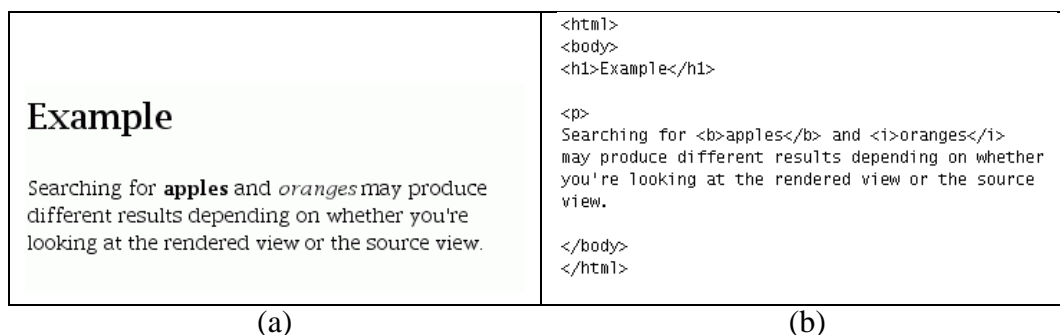 Example
Searching for apples and oranges may produce
different results depending on whether you're
looking at the rendered view or the source view.
(a)
<html>
<body>
<h1>Example</h1>
<p>
Searching for <b>apples</b> and <i>oranges</i>
may produce different results depending on whether
you're looking at the rendered view or the source
view.
</body>
</html>
(b)